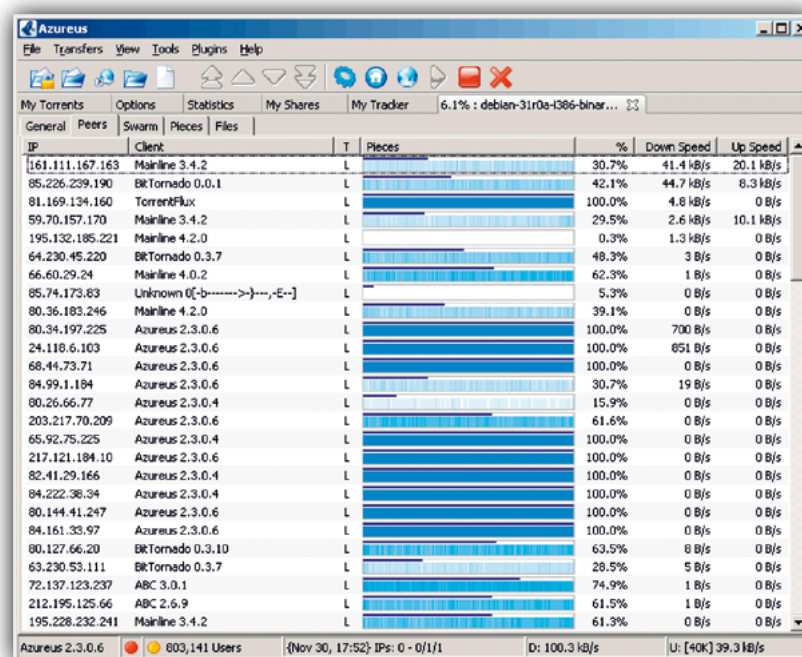 Azureus
File Transfers View Tools Plugins Help
My Torrents Options Statistics My Shares My Tracker 6.1% : debian-31r0a-i386-binar...
General Peers Swarm Pieces Files
IP Client T Pieces % Down Speed Up Speed
161.111.167.163 Mainline 3.4.2 L 30.7% 41.4 kB/s 20.1 kB/s
85.226.239.190 BitTornado 0.0.1 L 42.1% 44.7 kB/s 8.3 kB/s
81.169.134.160 TorrentFlux L 100.0% 4.8 kB/s 0 B/s
59.70.157.170 Mainline 3.4.2 L 29.5% 2.6 kB/s 10.1 kB/s
195.132.185.221 Mainline 4.2.0 L 0.3% 1.3 kB/s 0 B/s
64.230.45.220 BitTornado 0.3.7 L 48.3% 3 B/s 0 B/s
66.60.29.24 Mainline 4.0.2 L 62.3% 1 B/s 0 B/s
85.74.173.83 Unknown 0[-b------->-}---,-E--] L 5.3% 0 B/s 0 B/s
80.36.183.246 Mainline 4.2.0 L 39.1% 0 B/s 0 B/s
80.34.197.225 Azureus 2.3.0.6 L 100.0% 700 B/s 0 B/s
24.118.6.103 Azureus 2.3.0.6 L 100.0% 851 B/s 0 B/s
68.44.73.71 Azureus 2.3.0.6 L 100.0% 0 B/s 0 B/s
84.99.1.184 Azureus 2.3.0.6 L 30.7% 19 B/s 0 B/s
80.26.66.77 Azureus 2.3.0.4 L 15.9% 0 B/s 0 B/s
203.217.70.209 Azureus 2.3.0.6 L 61.6% 0 B/s 0 B/s
65.92.75.225 Azureus 2.3.0.4 L 100.0% 0 B/s 0 B/s
217.121.184.10 Azureus 2.3.0.6 L 100.0% 0 B/s 0 B/s
82.41.29.166 Azureus 2.3.0.4 L 100.0% 0 B/s 0 B/s
84.222.38.34 Azureus 2.3.0.4 L 100.0% 0 B/s 0 B/s
80.144.41.247 Azureus 2.3.0.6 L 100.0% 0 B/s 0 B/s
84.161.33.97 Azureus 2.3.0.6 L 100.0% 0 B/s 0 B/s
80.127.66.20 BitTornado 0.3.10 L 63.5% 8 B/s 0 B/s
63.230.53.111 BitTornado 0.3.7 L 28.5% 5 B/s 0 B/s
72.137.123.237 ABC 3.0.1 L 74.9% 1 B/s 0 B/s
212.195.125.66 ABC 2.6.9 L 61.5% 1 B/s 0 B/s
195.228.232.241 Mainline 3.4.2 L 61.3% 0 B/s 0 B/s
Azureus 2.3.0.6 803,141 Users {Nov 30, 17:52} IPs: 0 - 0/1/1 D: 100.3 kB/s U: [40K] 39.3 kB/s